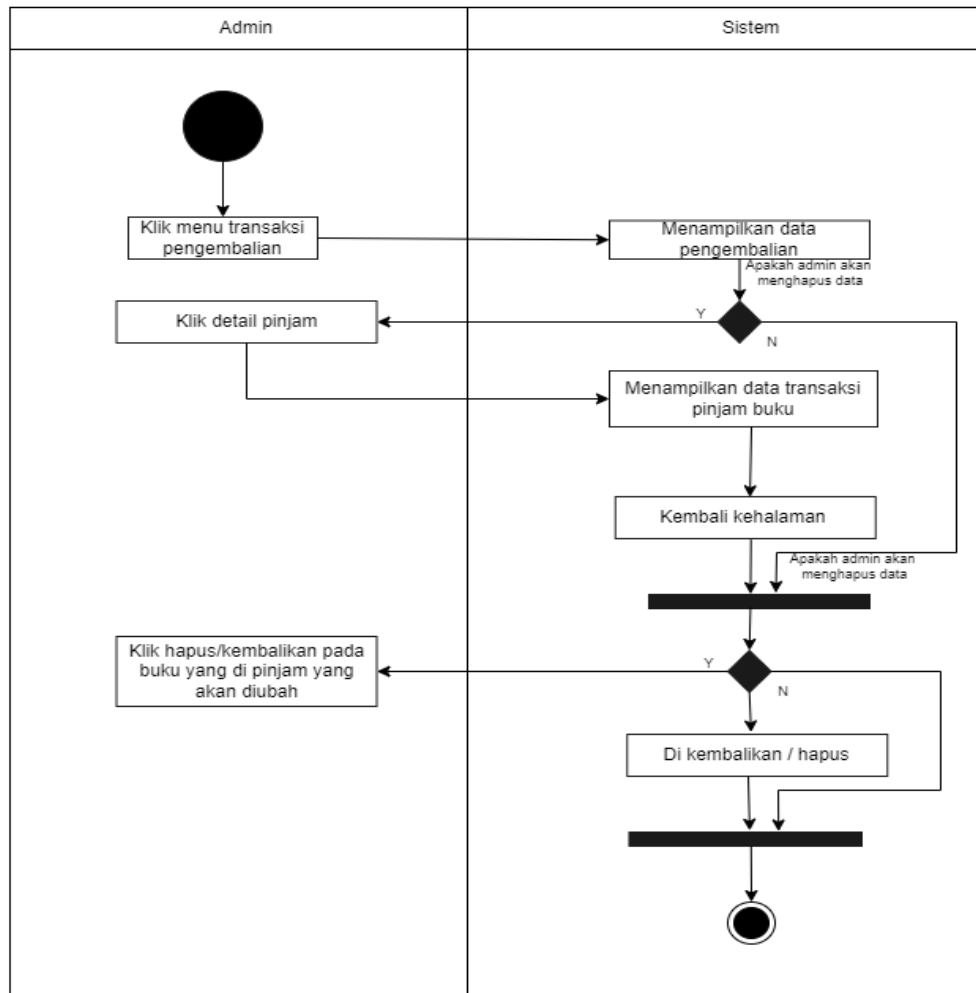 Admin
Sistem
Klik menu transaksi
pengembalian
Menampilkan data
pengembalian
Apakah admin akan
menghapus data
Klik detail pinjam
Y
N
Menampilkan data transaksi
pinjam buku
Kembali kehalaman
Apakah admin akan
menghapus data
Klik hapus/kembalikan pada
buku yang di pinjam yang
akan diubah
Y
N
Di kembalikan / hapus